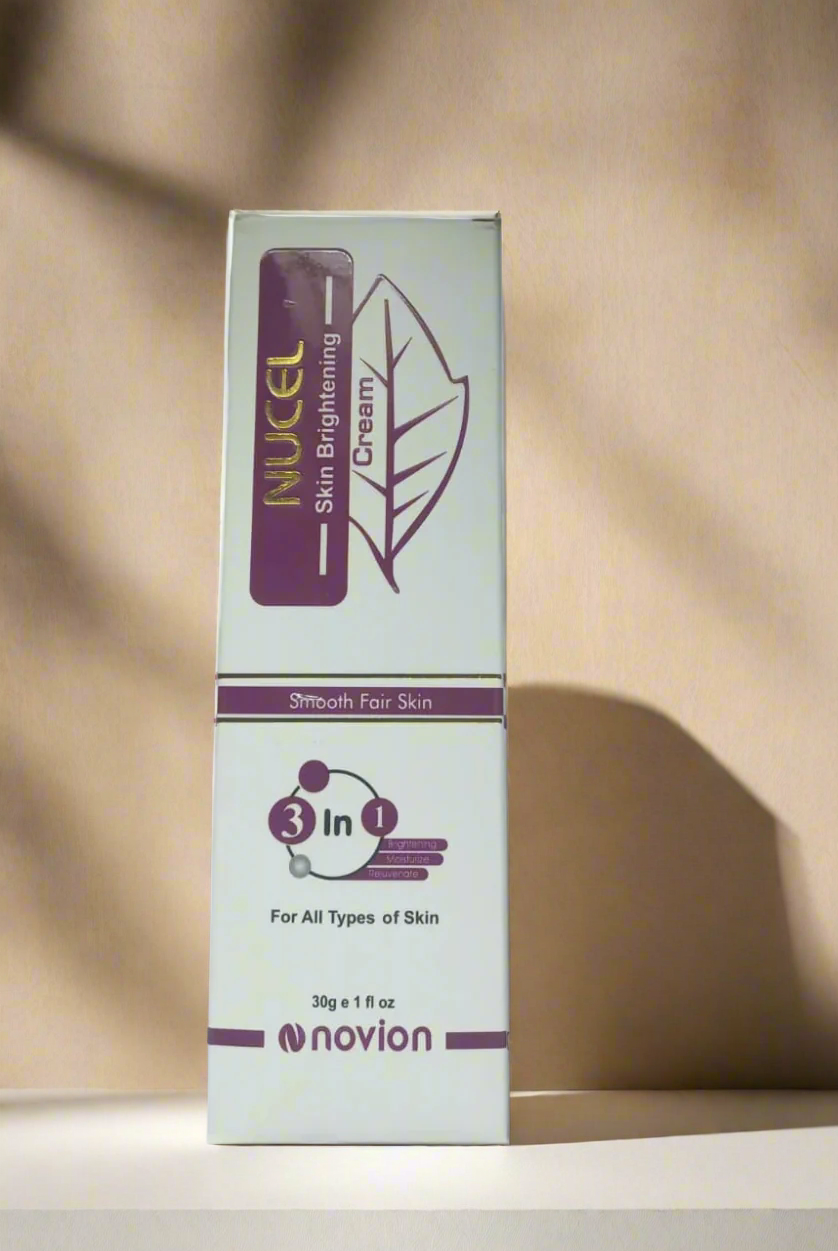 NUCEL
Skin Brightening
Cream
Smooth Fair Skin
3 In 1
Brightening
Moisturize
Rejuvenate
For All Types of Skin
30g e 1 fl oz
novion